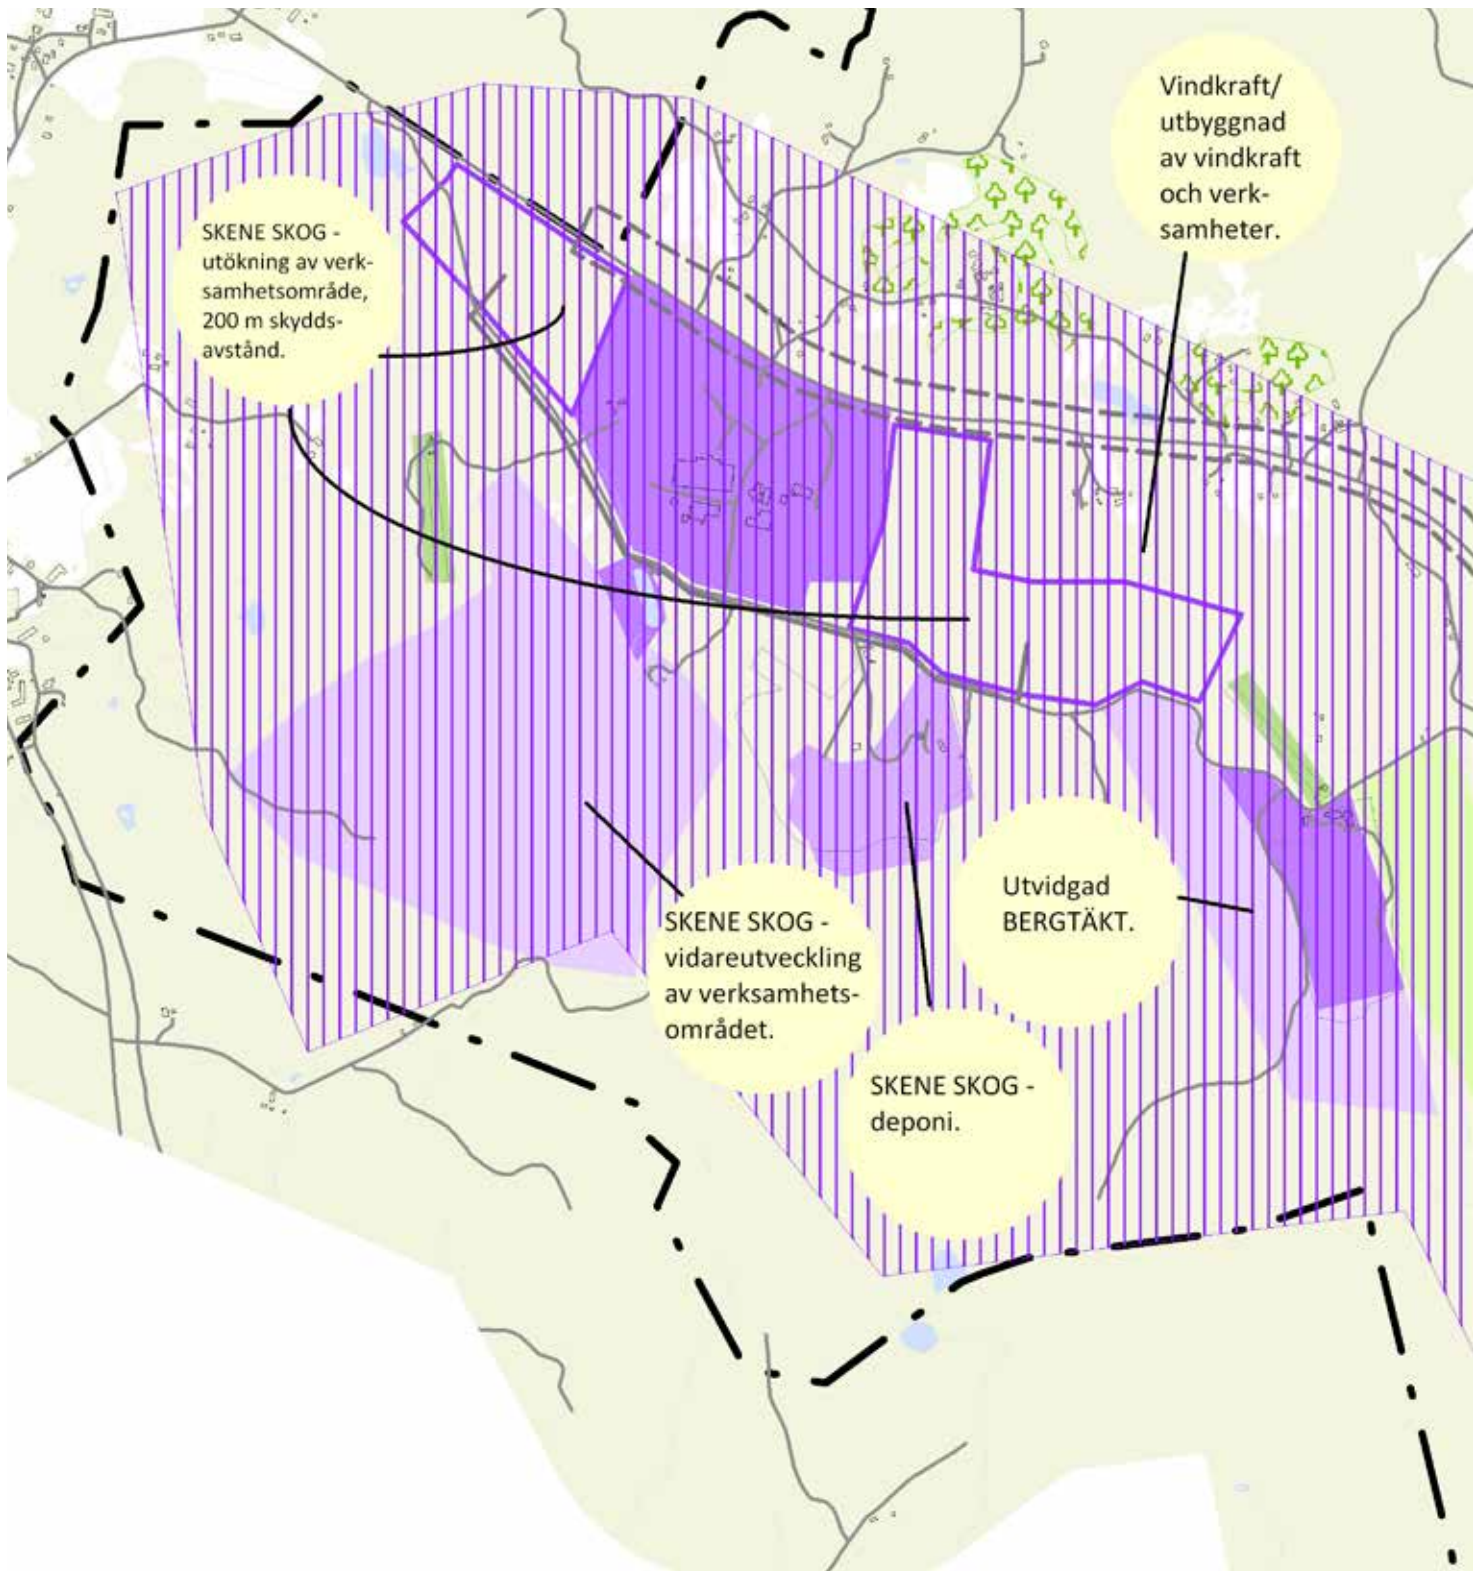 Vindkraft/
utbyggnad
av vindkraft
och verk-
samheter.
SKENE SKOG -
utökning av verk-
samhetsområde,
200 m skydds-
avstånd.
SKENE SKOG -
vidareutveckling
av verksamhets-
området.
Utvidgad
BERGTÄKT.
SKENE SKOG -
deponi.